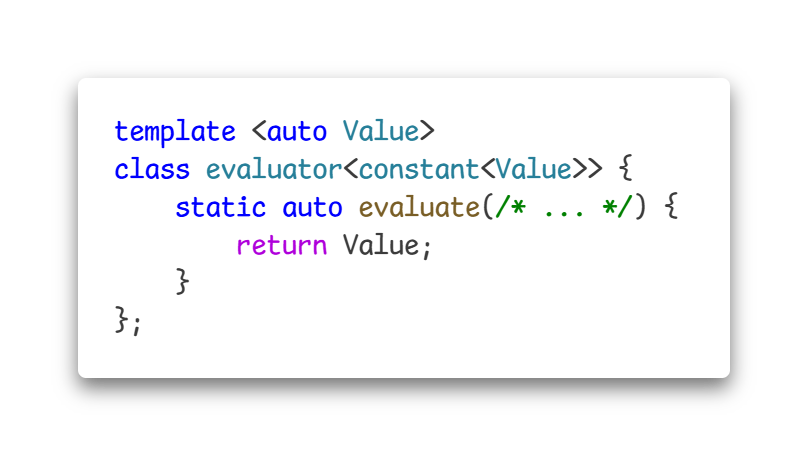 template <auto Value>
class evaluator<constant<Value>> {
    static auto evaluate(/* ... */) {
        return Value;
    }
};